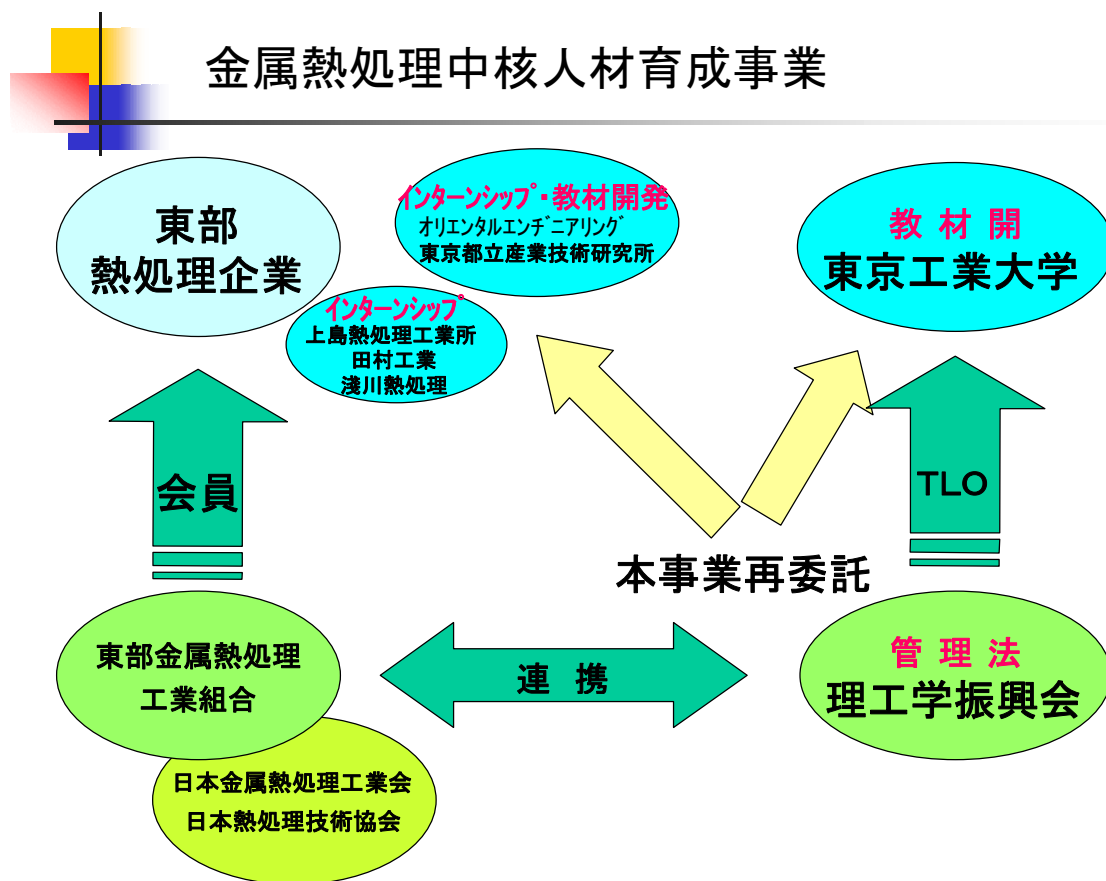 金属熱処理中核人材育成事業
東部
熱処理企業
インターンシップ・教材開発
オリエンタルエンヂニアリング
東京都立産業技術研究所
教 材 開
東京工業大学
インターンシップ
上島熱処理工業所
田村工業
淺川熱処理
会員
TLO
本事業再委託
東部金属熱処理
工業組合
連 携
管 理 法
理工学振興会
日本金属熱処理工業会
日本熱処理技術協会